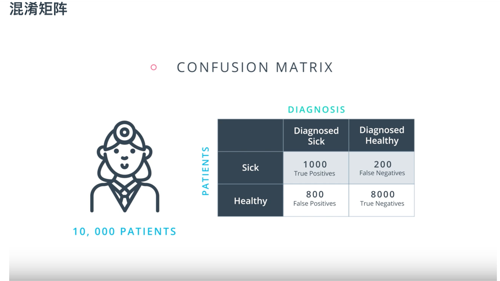 混淆矩阵
CONFUSION MATRIX
DIAGNOSIS
Diagnosed Sick
Diagnosed Healthy
PATIENTS
Sick
1000
True Positives
200
False Negatives
Healthy
800
False Positives
8000
True Negatives
10, 000 PATIENTS